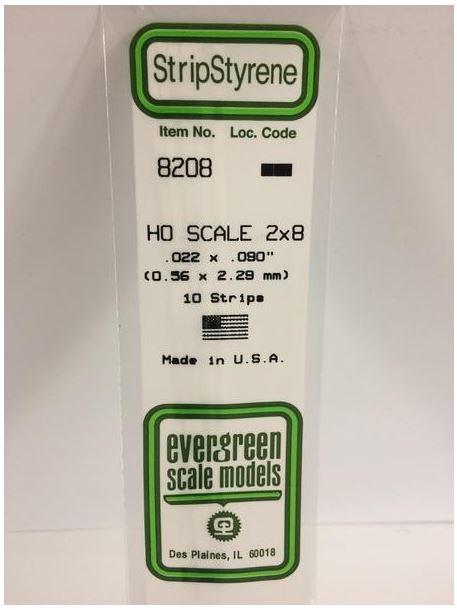 StripStyrene
Item No. Loc. Code
8208
HO SCALE 2x8
.022 x .090"
(0.56 x 2.29 mm)
10 Strips
Made in U.S.A.
evergreen
scale models
Des Plaines, IL 60018